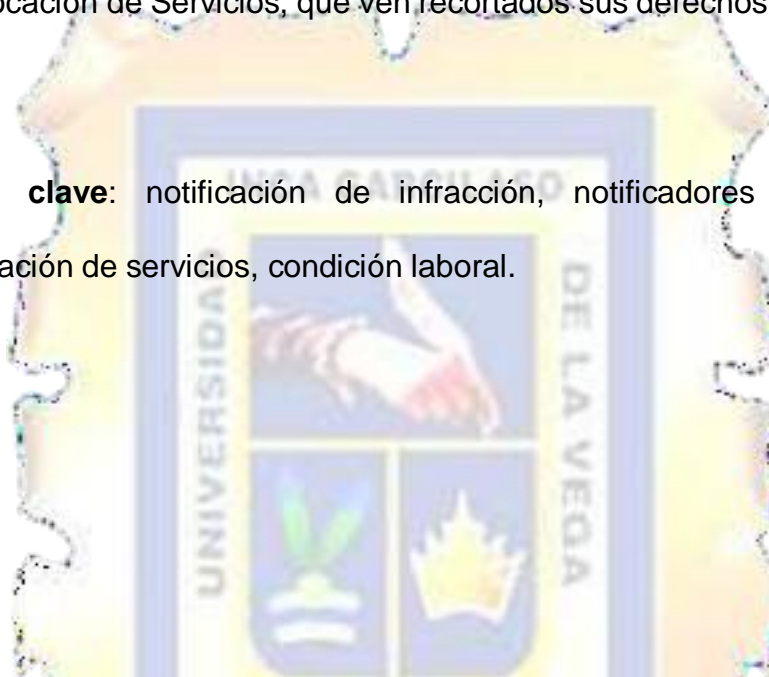 ocación de Servicios, que ven recortados sus derechos
clave: notificación de infracción, notificadores
ación de servicios, condición laboral.
INCA GARCILASO
UNIVERSIDAD
DE LA VEGA